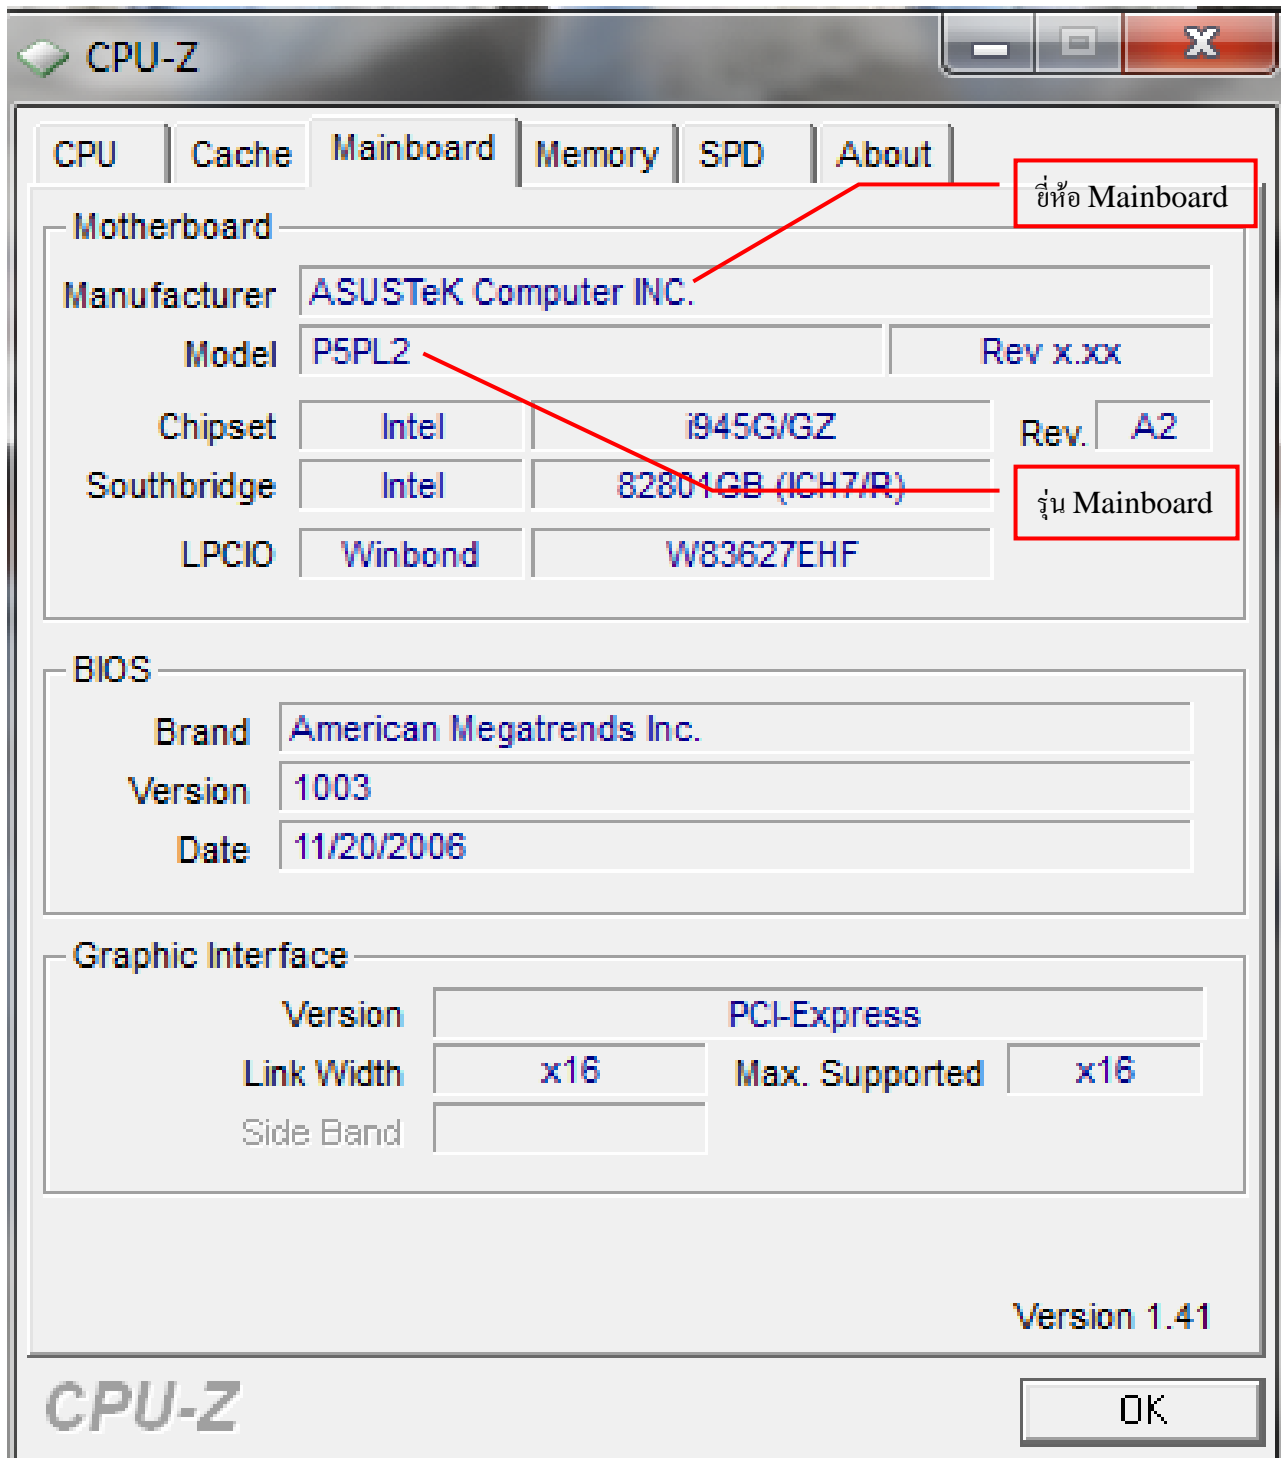 CPU-Z
CPU Cache Mainboard Memory SPD About
ยี่ห้อ Mainboard
Motherboard
Manufacturer ASUSTeK Computer INC.
Model P5PL2 Rev x.xx
Chipset Intel i945G/GZ Rev. A2
Southbridge Intel 82801GB (ICH7/R)
รุ่น Mainboard
LPCIO Winbond W83627EHF
BIOS
Brand American Megatrends Inc.
Version 1003
Date 11/20/2006
Graphic Interface
Version PCI-Express
Link Width x16 Max. Supported x16
Side Band
Version 1.41
CPU-Z OK